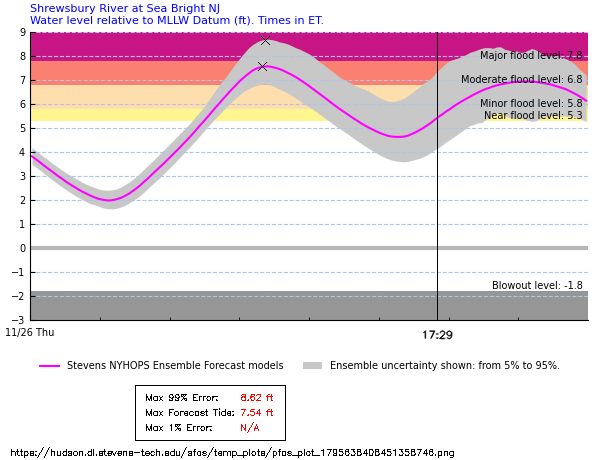 Shrewsbury River at Sea Bright NJ
Water level relative to MLLW Datum (ft). Times in ET.
9
8
7
6
5
4
3
2
1
0
−1
−2
−3
Major flood level: 7.8
Moderate flood level: 6.8
Minor flood level: 5.8
Near flood level: 5.3
Blowout level: -1.8
11/26 Thu
17:29
Stevens NYHOPS Ensemble Forecast models
Ensemble uncertainty shown: from 5% to 95%.
Max 99% Error: 8.62 ft
Max Forecast Tide: 7.54 ft
Max 1% Error: N/A
https://hudson.dl.stevens-tech.edu/sfas/temp_plots/pfas_plot_1795638408451358746.png